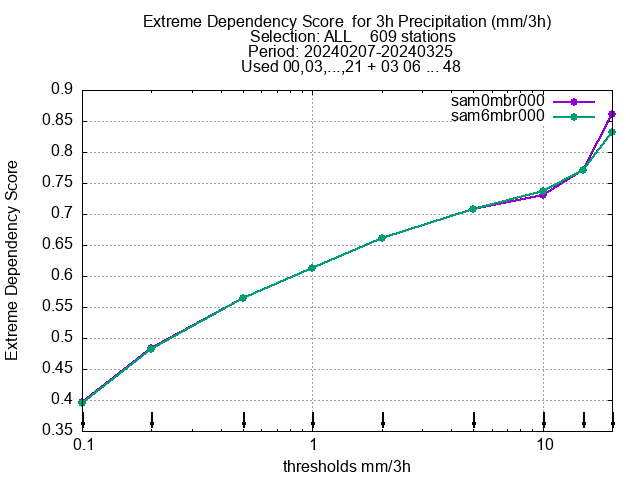 Extreme Dependency Score  for 3h Precipitation (mm/3h)
Selection: ALL    609 stations
Period: 20240207-20240325
Used 00,03,...,21 + 03 06 ... 48
sam0mbr000
sam6mbr000
Extreme Dependency Score
0.9
0.85
0.8
0.75
0.7
0.65
0.6
0.55
0.5
0.45
0.4
0.35
0.1
1
10
thresholds mm/3h